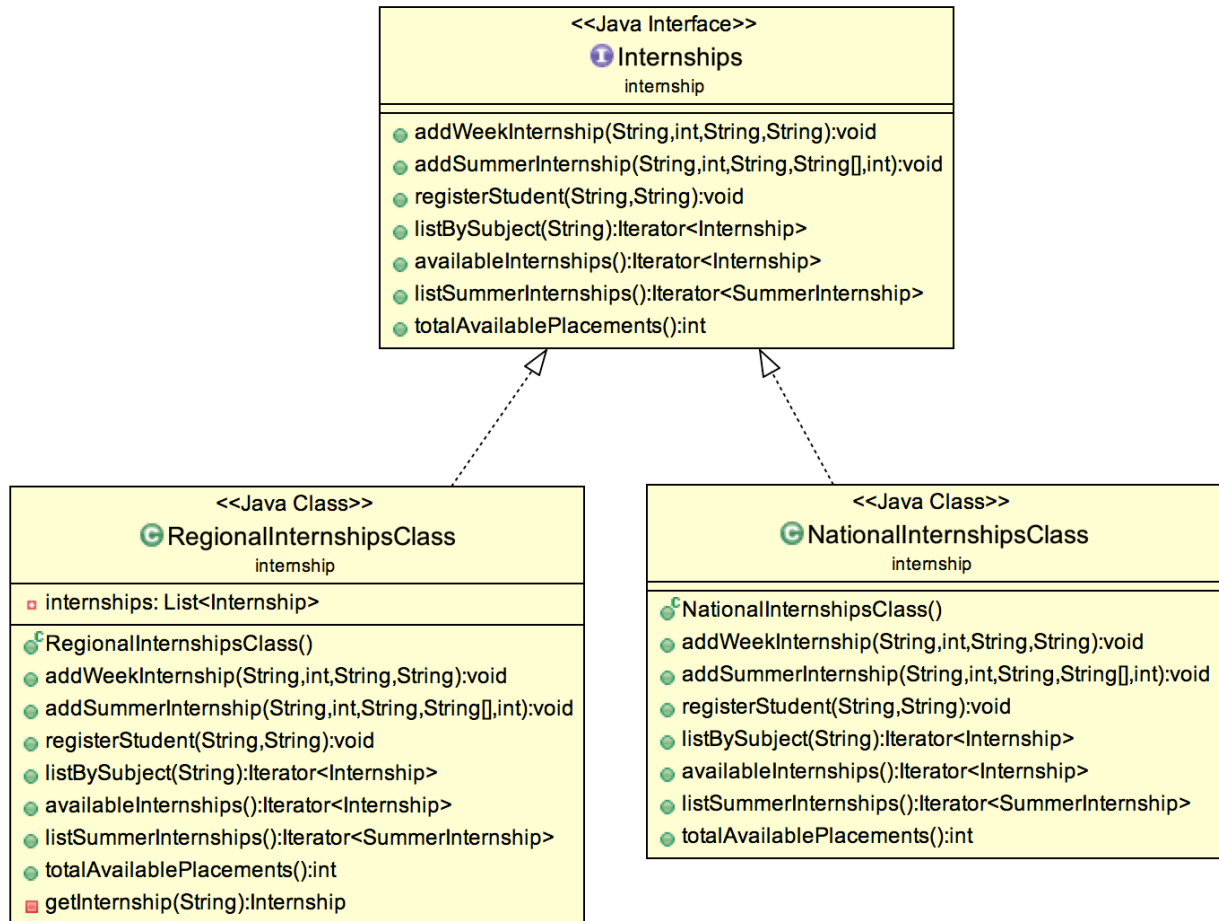 <<Java Interface>>
Internships
internship
addWeekInternship(String,int,String,String):void
addSummerInternship(String,int,String,String[],int):void
registerStudent(String,String):void
listBySubject(String):Iterator<Internship>
availableInternships():Iterator<Internship>
listSummerInternships():Iterator<SummerInternship>
totalAvailablePlacements():int
<<Java Class>>
RegionalInternshipsClass
internship
internships: List<Internship>
RegionalInternshipsClass()
addWeekInternship(String,int,String,String):void
addSummerInternship(String,int,String,String[],int):void
registerStudent(String,String):void
listBySubject(String):Iterator<Internship>
availableInternships():Iterator<Internship>
listSummerInternships():Iterator<SummerInternship>
totalAvailablePlacements():int
getInternship(String):Internship
<<Java Class>>
NationalInternshipsClass
internship
NationalInternshipsClass()
addWeekInternship(String,int,String,String):void
addSummerInternship(String,int,String,String[],int):void
registerStudent(String,String):void
listBySubject(String):Iterator<Internship>
availableInternships():Iterator<Internship>
listSummerInternships():Iterator<SummerInternship>
totalAvailablePlacements():int